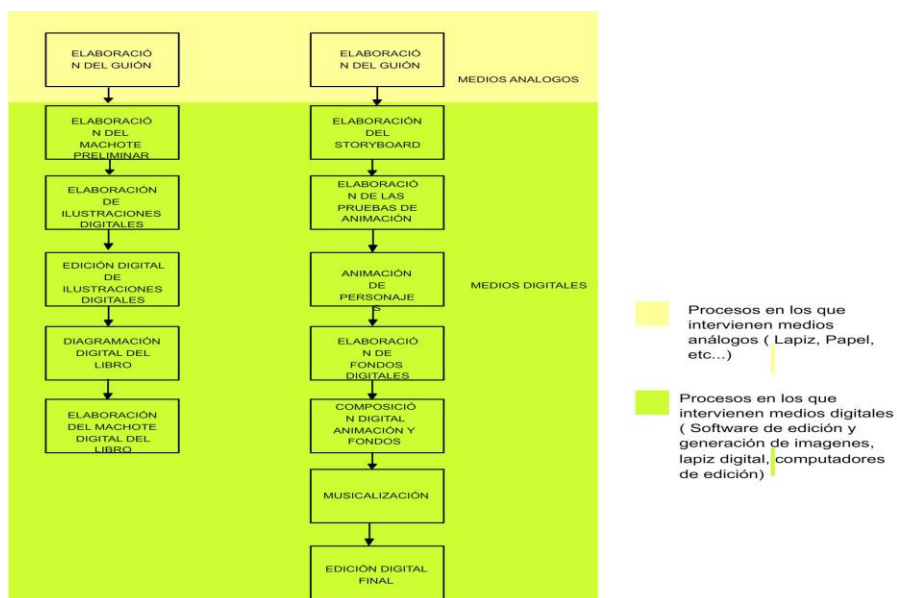 ELABORACIÓ
N DEL GUIÓN
ELABORACIÓ
N DEL
MACHOTE
PRELIMINAR
ELABORACIÓN
DE
ILUSTRACIONES
DIGITALES
EDICIÓN DIGITAL
DE
ILUSTRACIONES
DIGITALES
DIAGRAMACIÓN
DIGITAL DEL
LIBRO
ELABORACIÓN
DEL MACHOTE
DIGITAL DEL
LIBRO
ELABORACIÓ
N DEL GUIÓN
MEDIOS ANALOGOS
ELABORACIÓN
DEL
STORYBOARD
ELABORACIÓ
N DE LAS
PRUEBAS DE
ANIMACIÓN
ANIMACIÓN
DE
PERSONAJE
S
MEDIOS DIGITALES
ELABORACIÓ
N DE
FONDOS
DIGITALES
COMPOSICIÓ
N DIGITAL
ANIMACIÓN Y
FONDOS
MUSICALIZACIÓN
EDICIÓN DIGITAL
FINAL
Procesos en los que
intervienen medios
análogos ( Lapiz, Papel,
etc...)
Procesos en los que
intervienen medios digitales
( Software de edición y
generación de imagenes,
lapiz digital, computadores
de edición)